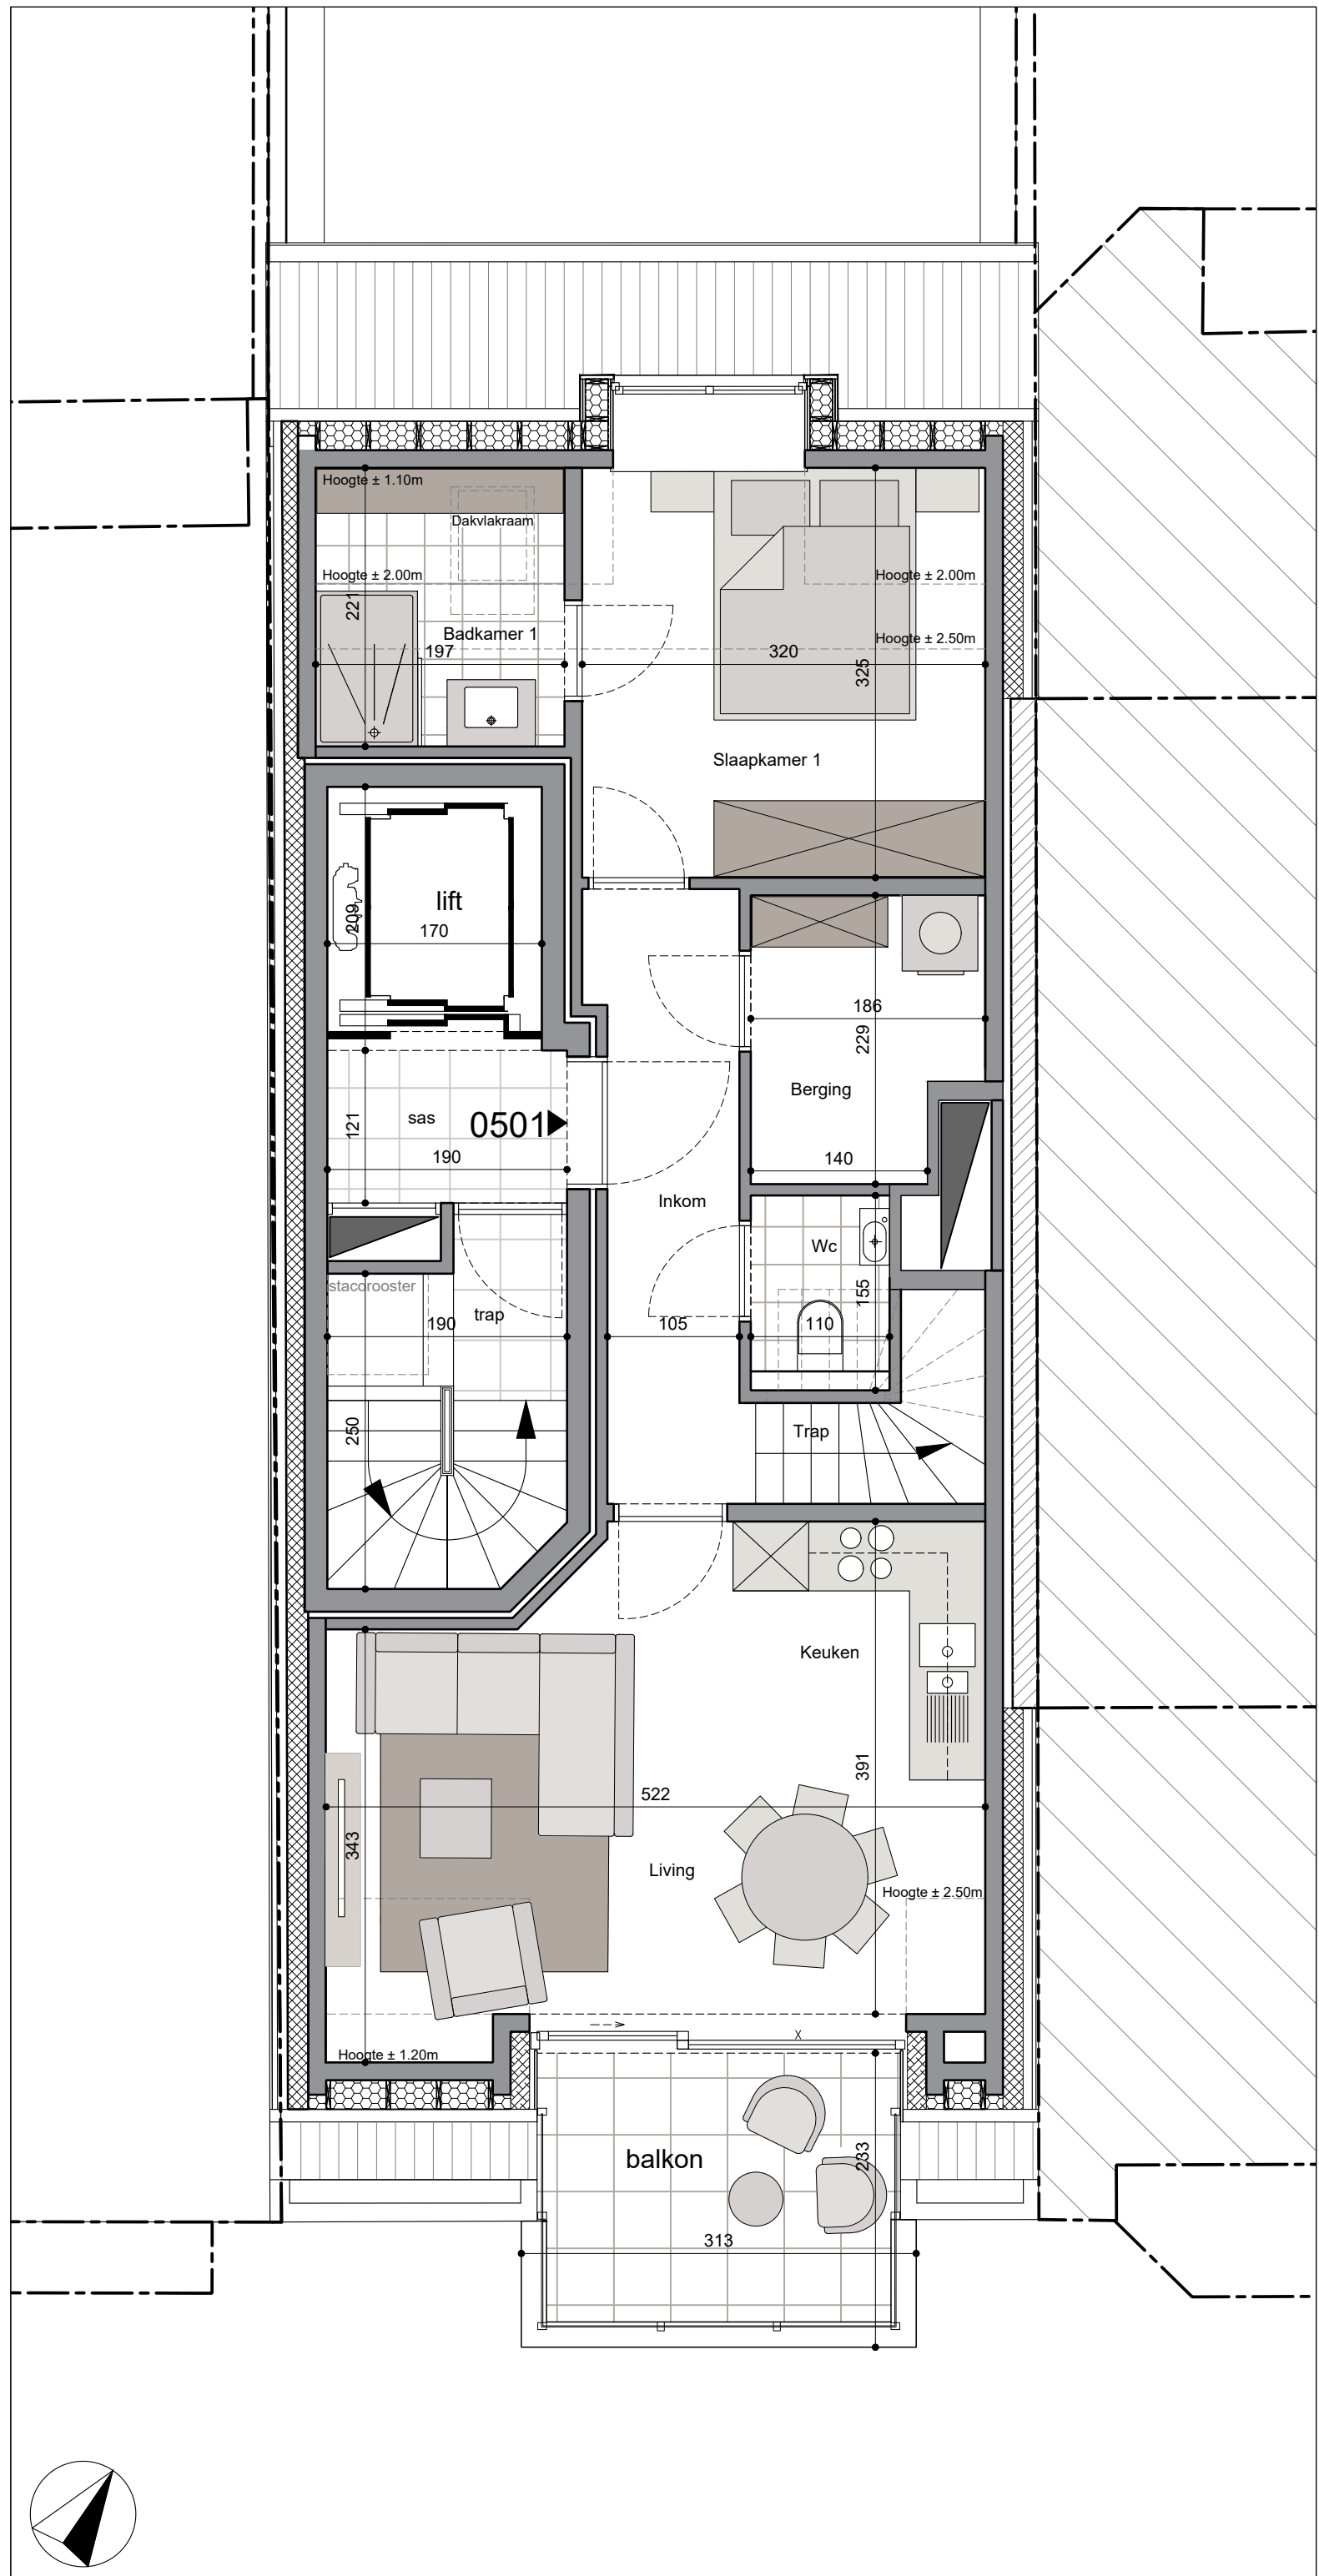 Hoogte ± 1.10m
Dakvlakraam
Hoogte ± 2.00m
Hoogte ± 2.00m
221
Badkamer 1
197
Hoogte ± 2.50m
320
325
Slaapkamer 1
lift
209
170
186
229
Berging
sas
0501
121
190
140
Inkom
Wc
stacorooster
155
trap
190
105
110
250
Trap
Keuken
391
522
343
Living
Hoogte ± 2.50m
X
Hoogte ± 1.20m
balkon
233
313